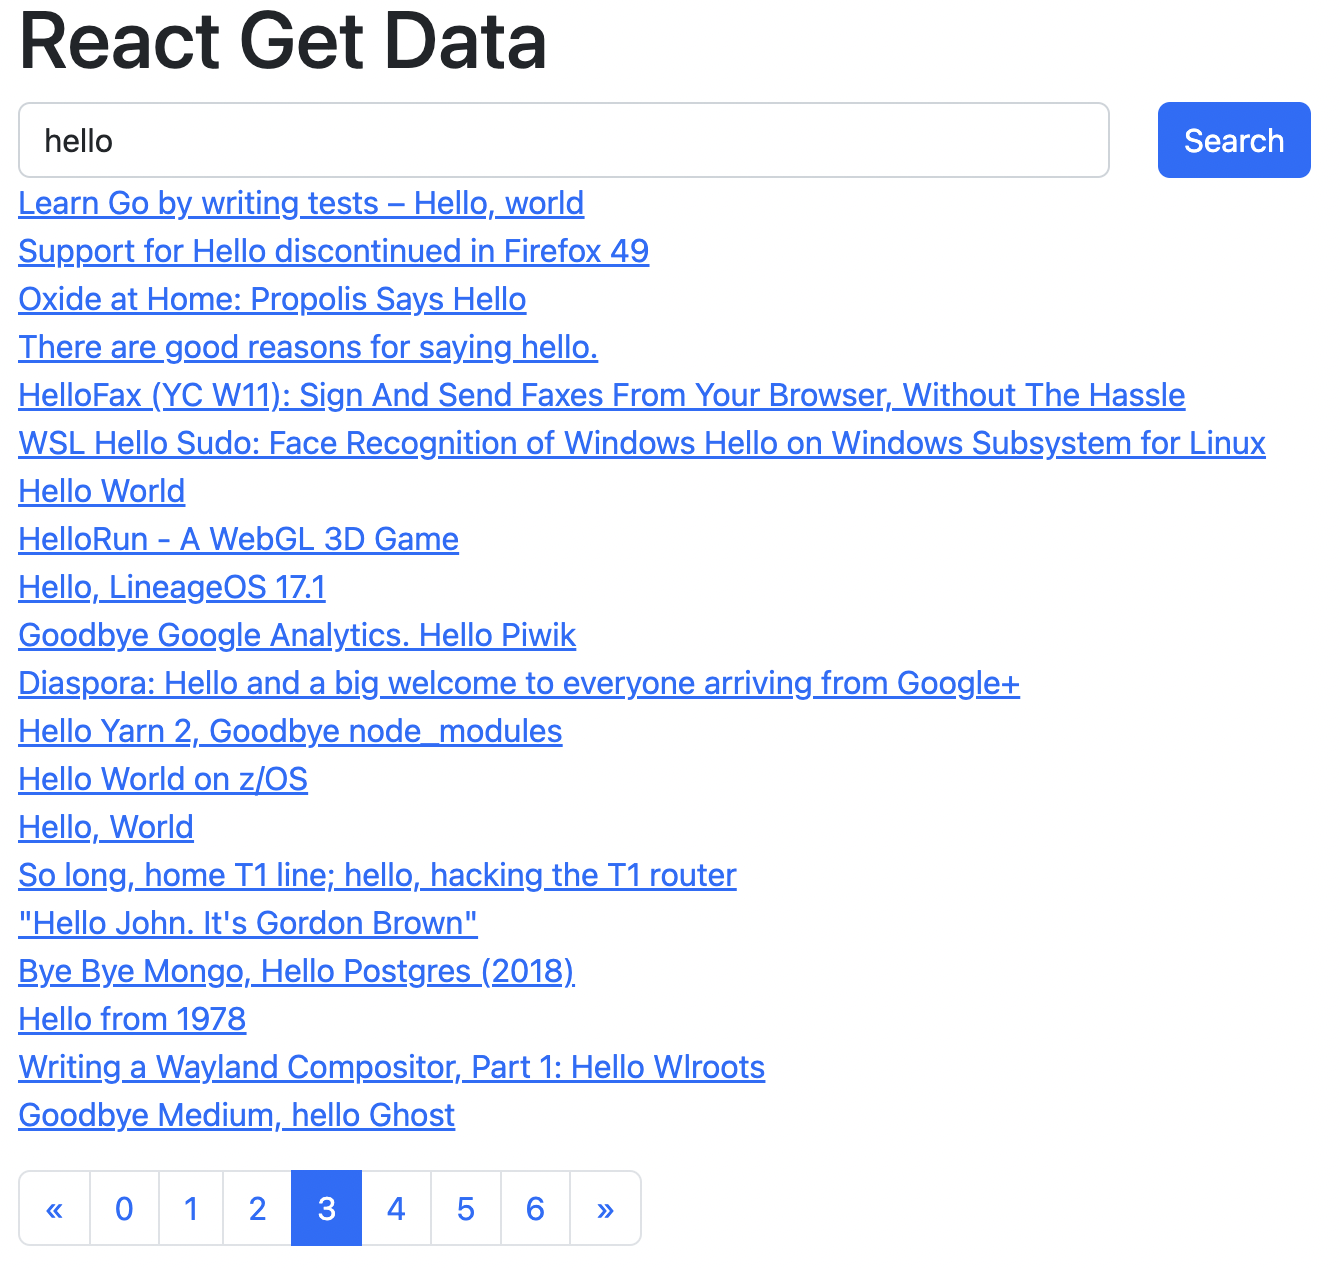 React Get Data
hello
Search
Learn Go by writing tests – Hello, world
Support for Hello discontinued in Firefox 49
Oxide at Home: Propolis Says Hello
There are good reasons for saying hello.
HelloFax (YC W11): Sign And Send Faxes From Your Browser, Without The Hassle
WSL Hello Sudo: Face Recognition of Windows Hello on Windows Subsystem for Linux
Hello World
HelloRun - A WebGL 3D Game
Hello, LineageOS 17.1
Goodbye Google Analytics. Hello Piwik
Diaspora: Hello and a big welcome to everyone arriving from Google+
Hello Yarn 2, Goodbye node_modules
Hello World on z/OS
Hello, World
So long, home T1 line; hello, hacking the T1 router
"Hello John. It's Gordon Brown"
Bye Bye Mongo, Hello Postgres (2018)
Hello from 1978
Writing a Wayland Compositor, Part 1: Hello Wlroots
Goodbye Medium, hello Ghost
« 0 1 2 3 4 5 6 »